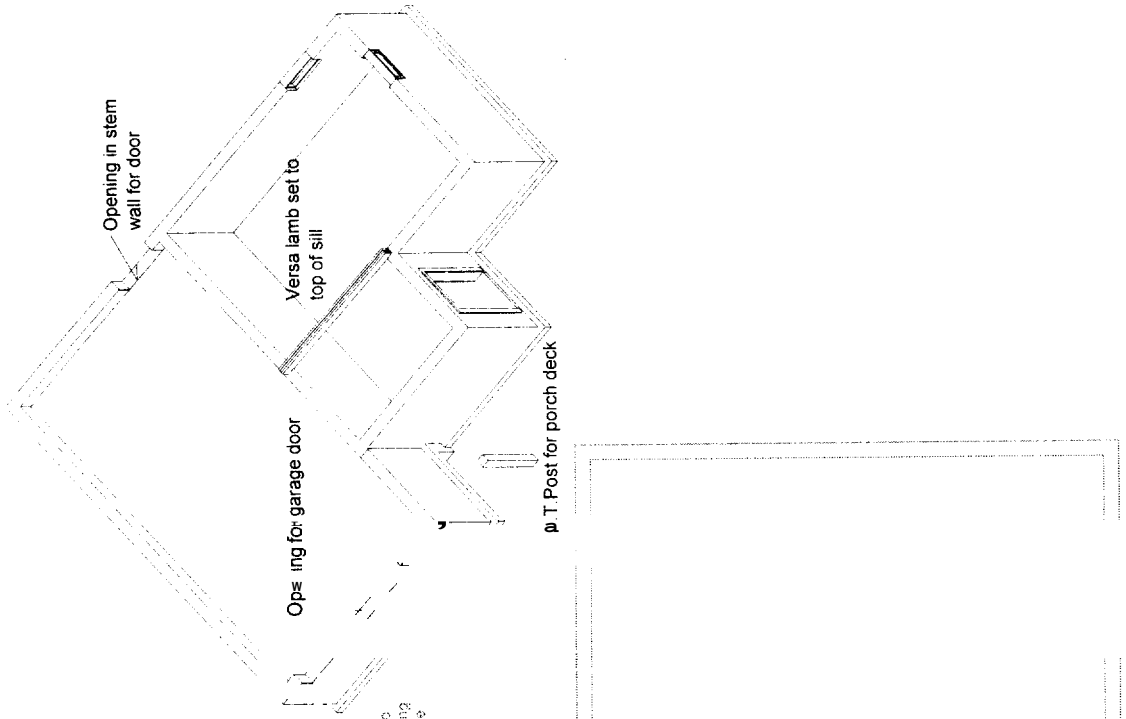 Opening in stem
wall for door
Versa lamb set to
top of sill
for garage door
Post for porch deck